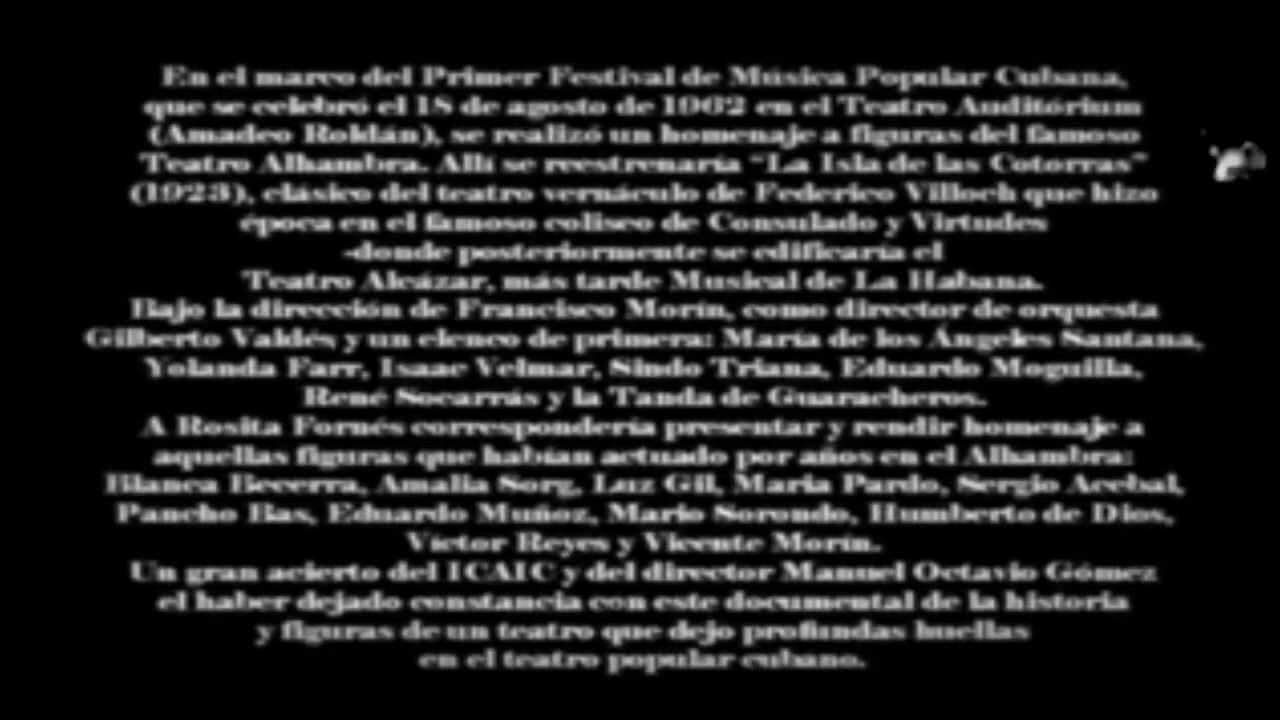 En el marco del Primer Festival de Música Popular Cubana,
que se celebró el 18 de agosto de 1962 en el Teatro Auditórium
(Amadeo Roldán), se realizó un homenaje a figuras del famoso
Teatro Alhambra. Allí se reestrenaría “La Isla de las Cotorras”
(1923), clásico del teatro vernáculo de Federico Villoch que hizo
época en el famoso coliseo de Consulado y Virtudes
-donde posteriormente se edificaría el
Teatro Alcázar, más tarde Musical de La Habana.
Bajo la dirección de Francisco Morín, como director de orquesta
Gilberto Valdés y un elenco de primera: María de los Ángeles Santana,
Yolanda Farr, Isaac Velmar, Sindo Triana, Eduardo Moguilla,
René Socarrás y la Tanda de Guaracheros.
A Rosita Fornés correspondería presentar y rendir homenaje a
aquellas figuras que habían actuado por años en el Alhambra:
Blanca Becerra, Amalia Sorg, Luz Gil, María Pardo, Sergio Acebal,
Pancho Bas, Eduardo Muñoz, Mario Sorondo, Humberto de Dios,
Víctor Reyes y Vicente Morín.
Un gran acierto del ICAIC y del director Manuel Octavio Gómez
el haber dejado constancia con este documental de la historia
y figuras de un teatro que dejo profundas huellas
en el teatro popular cubano.